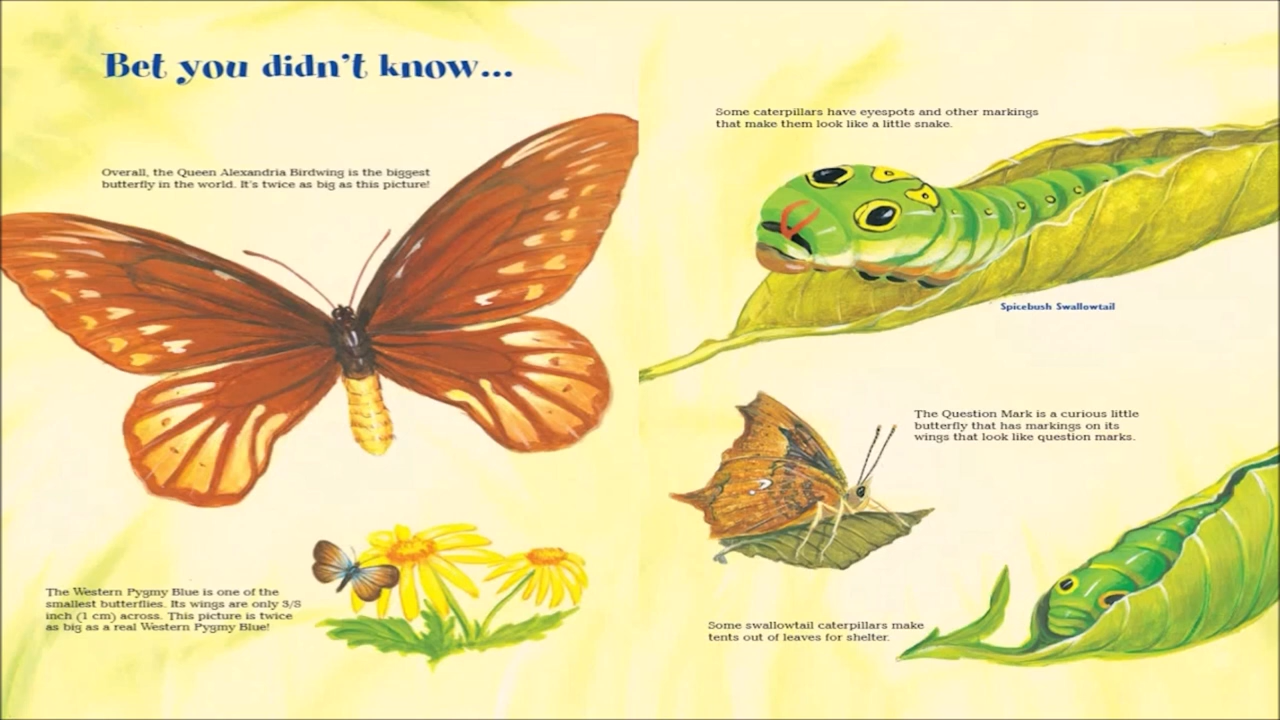 Bet you didn't know...
Overall, the Queen Alexandria Birdwing is the biggest
butterfly in the world. It's twice as big as this picture!
The Western Pygmy Blue is one of the
smallest butterflies. Its wings are only 3/8
inch (1 cm) across. This picture is twice
as big as a real Western Pygmy Blue!
Some caterpillars have eyespots and other markings
that make them look like a little snake.
Spicebush Swallowtail
The Question Mark is a curious little
butterfly that has markings on its
wings that look like question marks.
Some swallowtail caterpillars make
tents out of leaves for shelter.